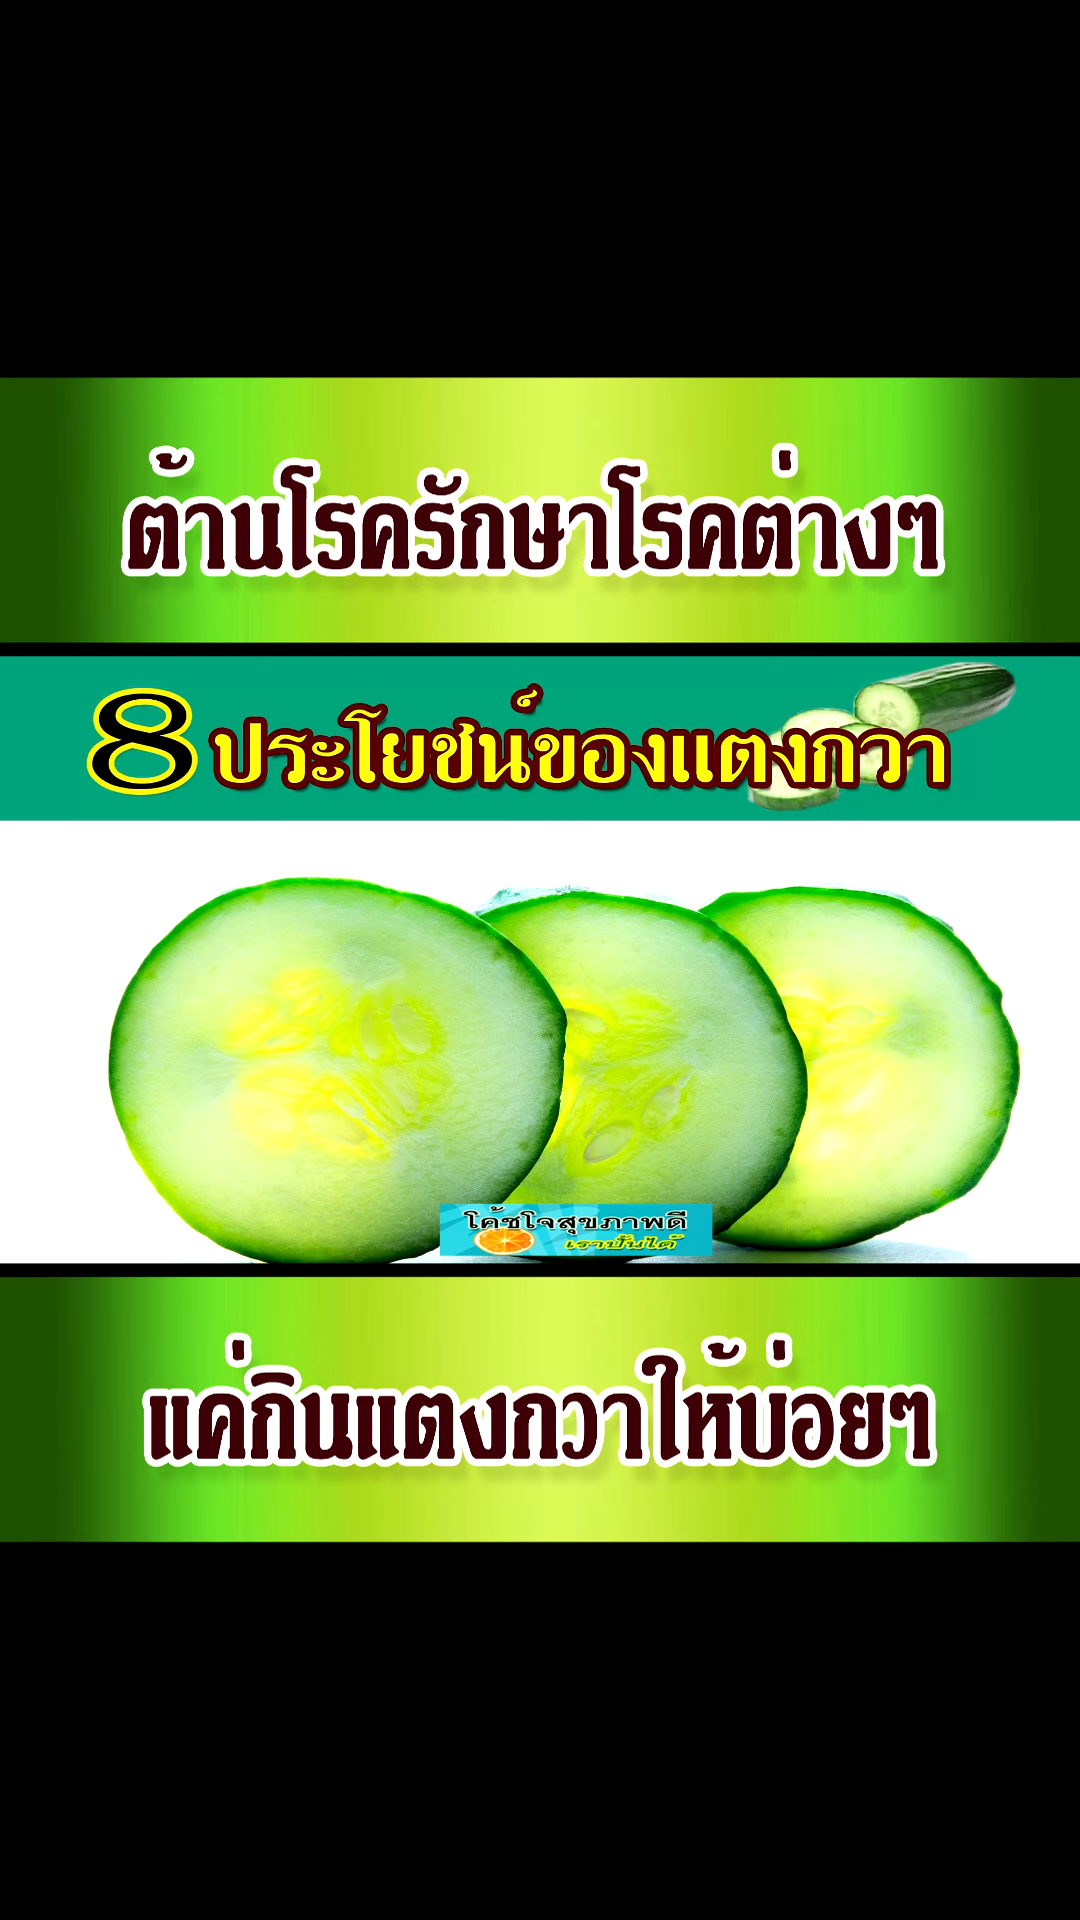 ต้านโรครักษาโรคต่างๆ
8 ประโยชน์ของแตงกวา
โค้ชโจสุขภาพดี
เราปั้นได้
แค่กินแตงกวาให้บ่อยๆ